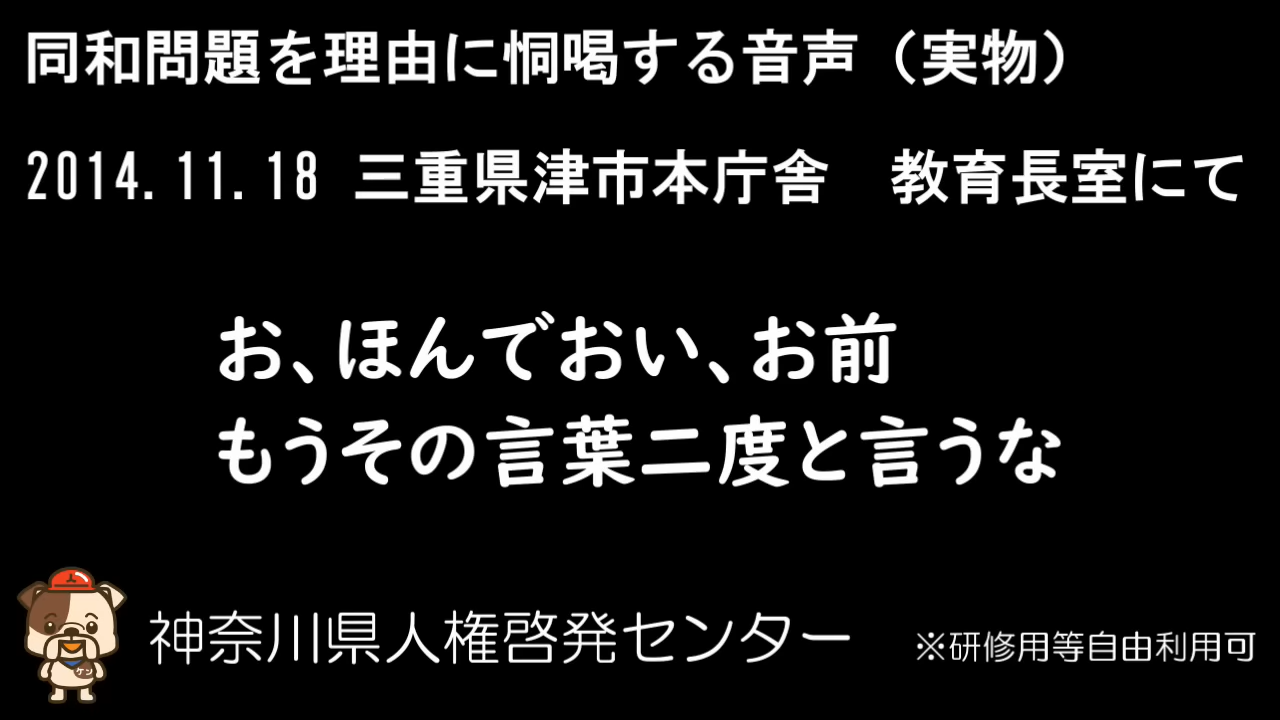 同和問題を理由に恫喝する音声（実物）
2014.11.18 三重県津市本庁舎　教育長室にて
お、ほんでおい、お前
もうその言葉二度と言うな
人
ケン
神奈川県人権啓発センター　※研修用等自由利用可